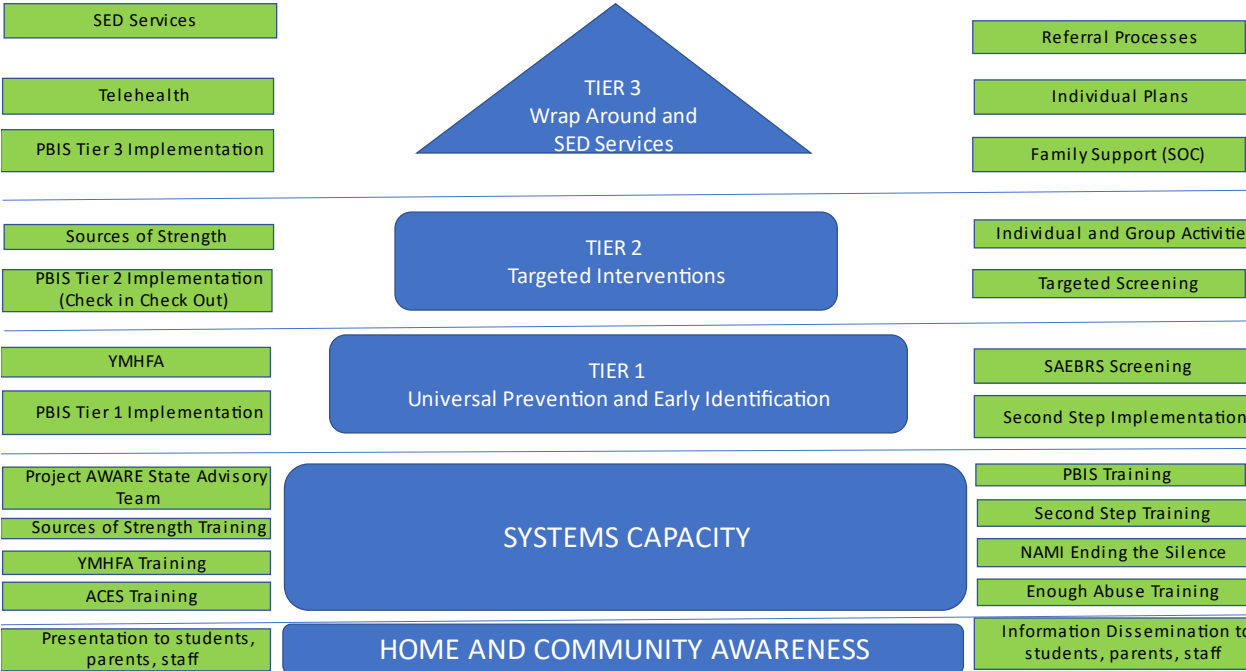 SED Services
TIER 3
Wrap Around and
SED Services
Referral Processes
Telehealth
Individual Plans
PBIS Tier 3 Implementation
Family Support (SOC)
Sources of Strength
TIER 2
Targeted Interventions
Individual and Group Activitie
PBIS Tier 2 Implementation
(Check in Check Out)
Targeted Screening
YMHFA
TIER 1
Universal Prevention and Early Identification
SAEBRS Screening
PBIS Tier 1 Implementation
Second Step Implementation
Project AWARE State Advisory
Team
SYSTEMS CAPACITY
PBIS Training
Sources of Strength Training
Second Step Training
YMHFA Training
NAMI Ending the Silence
ACES Training
Enough Abuse Training
Presentation to students,
parents, staff
HOME AND COMMUNITY AWARENESS
Information Dissemination to
students, parents, staff